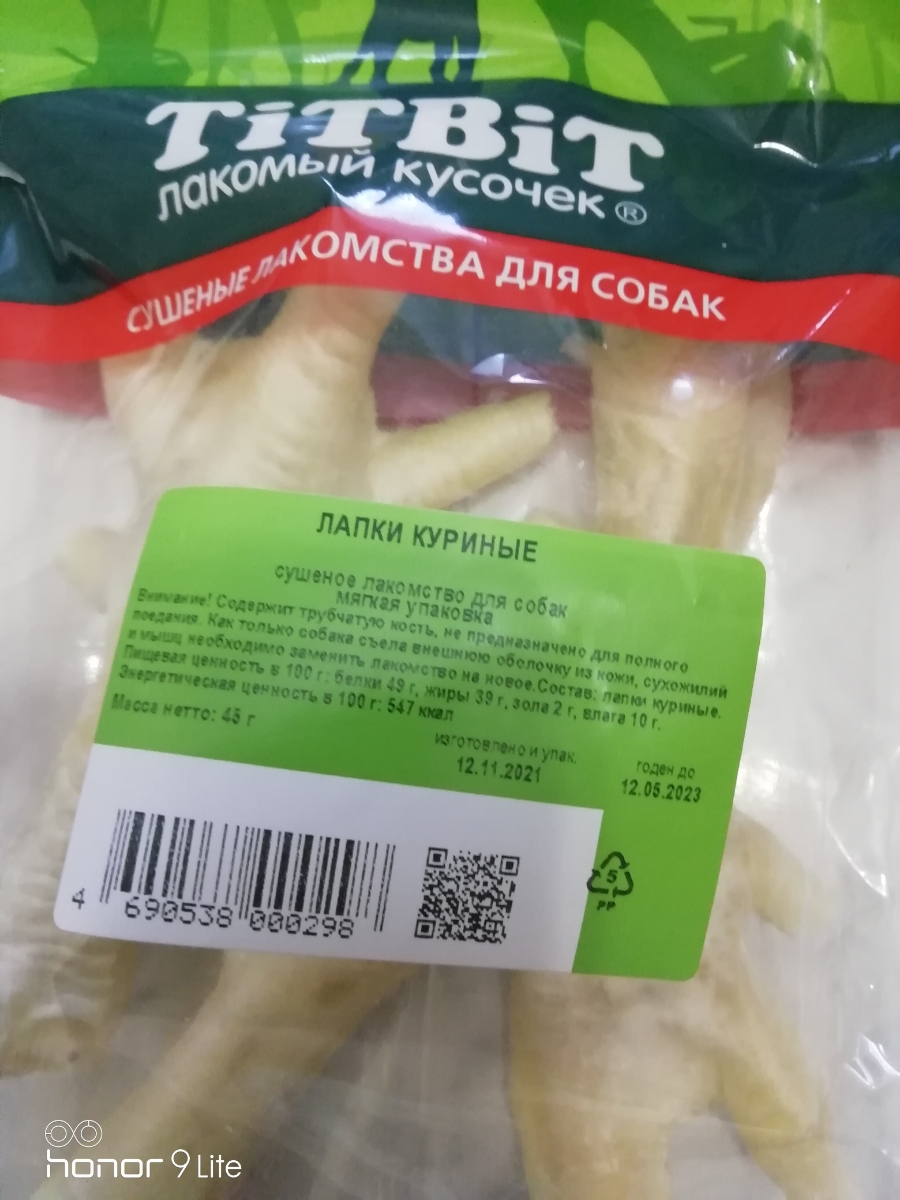 TiTBiT
лакомый кусочек ®
СУШЕНЫЕ ЛАКОМСТВА ДЛЯ СОБАК
ЛАПКИ КУРИНЫЕ
сушеное лакомство для собак
мягкая упаковка
Внимание! Содержит трубчатую кость, не предназначено для полного
поедания. Как только собака съела внешнюю оболочку из кожи, сухожилий
и мышц необходимо заменить лакомство на новое.Состав: лапки куриные.
Пищевая ценность в 100 г: белки 49 г, жиры 39 г, зола 2 г, влага 10 г.
Энергетическая ценность в 100 г: 547 ккал
Масса нетто: 45 г
изготовлено и упак.
12.11.2021
годен до
12.05.2023
4 690538 000298
5
PP
honor 9 Lite